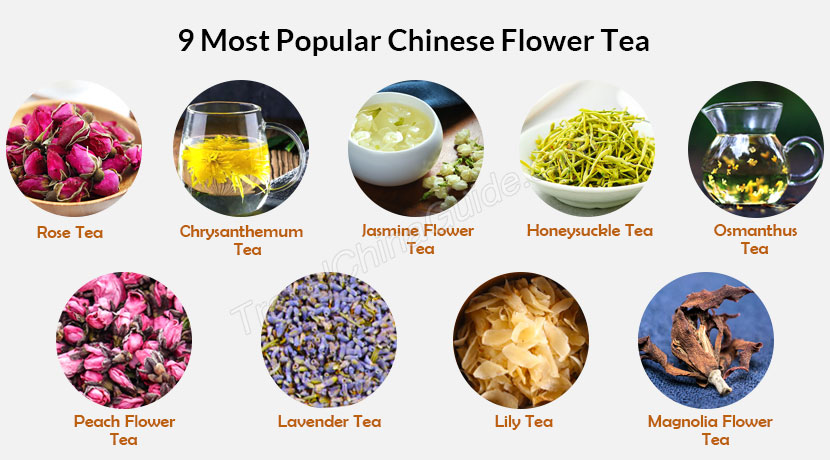 9 Most Popular Chinese Flower Tea
Rose Tea
Chrysanthemum
Tea
Jasmine Flower
Tea
Honeysuckle Tea
Osmanthus
Tea
TravelChinaGuide.
Peach Flower
Tea
Lavender Tea
Lily Tea
Magnolia Flower
Tea